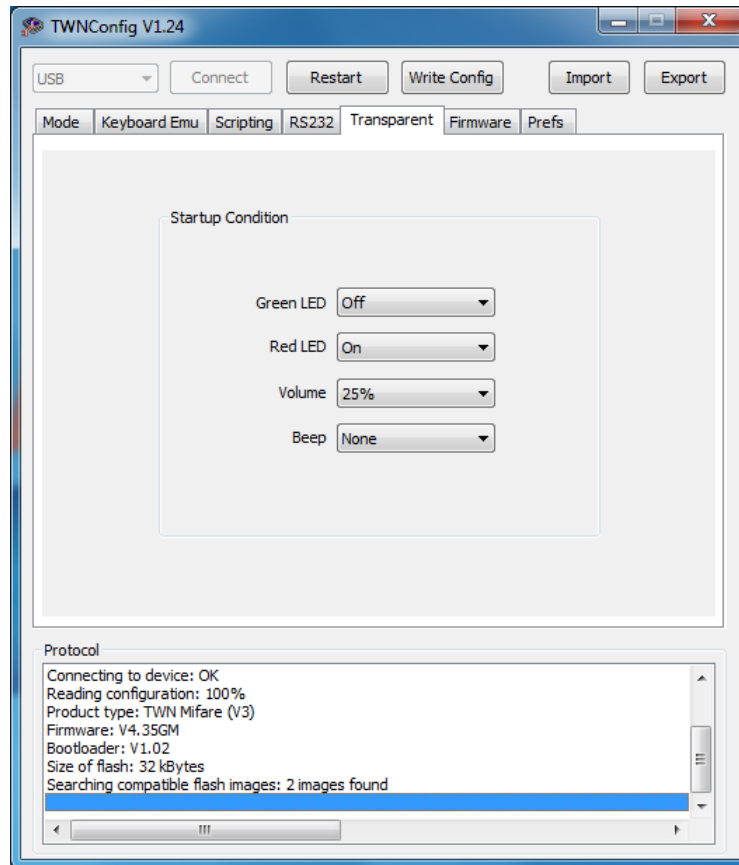 TWNConfig V1.24
USB Connect Restart Write Config Import Export
Mode Keyboard Emu Scripting RS232 Transparent Firmware Prefs
Startup Condition
Green LED Off
Red LED On
Volume 25%
Beep None
Protocol
Connecting to device: OK
Reading configuration: 100%
Product type: TWN Mifare (V3)
Firmware: V4.35GM
Bootloader: V1.02
Size of flash: 32 kBytes
Searching compatible flash images: 2 images found